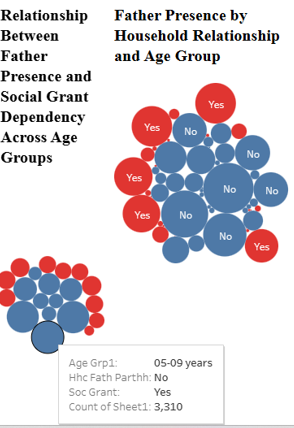 Relationship
Between
Father
Presence and
Social Grant
Dependency
Across Age
Groups
Father Presence by
Household Relationship
and Age Group
Yes
Yes
No
No
Yes
No
No
Yes
No
No
Yes
Age Grp1: 05-09 years
Hhc Fath Parthh: No
Soc Grant: Yes
Count of Sheet1: 3,310